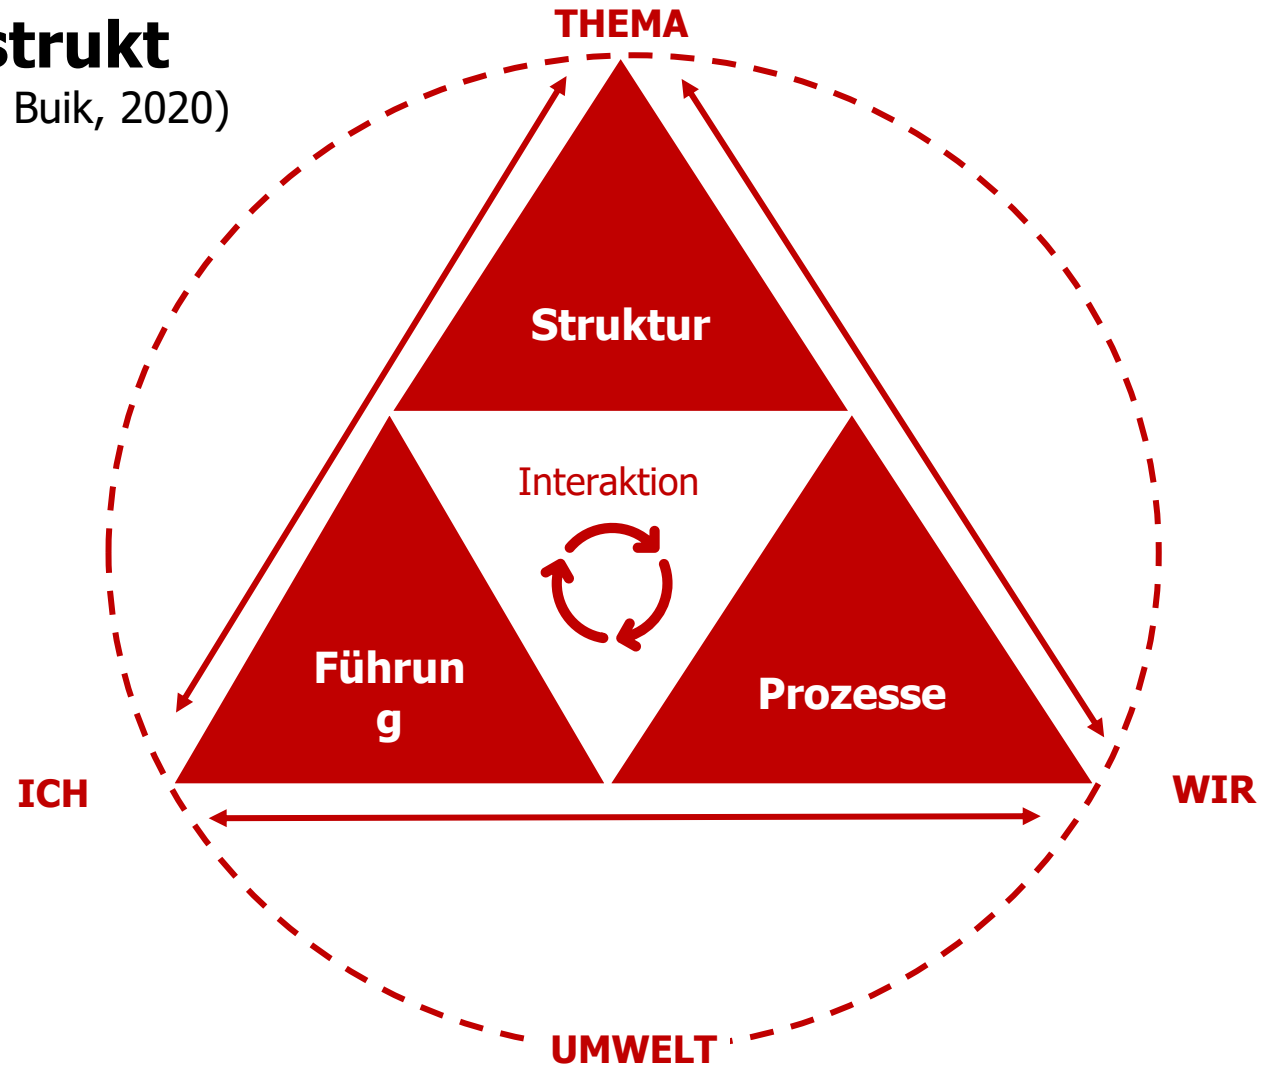 strukt
THEMA
Buik, 2020)
Struktur
Interaktion
Führun
g
Prozesse
ICH
WIR
UMWELT